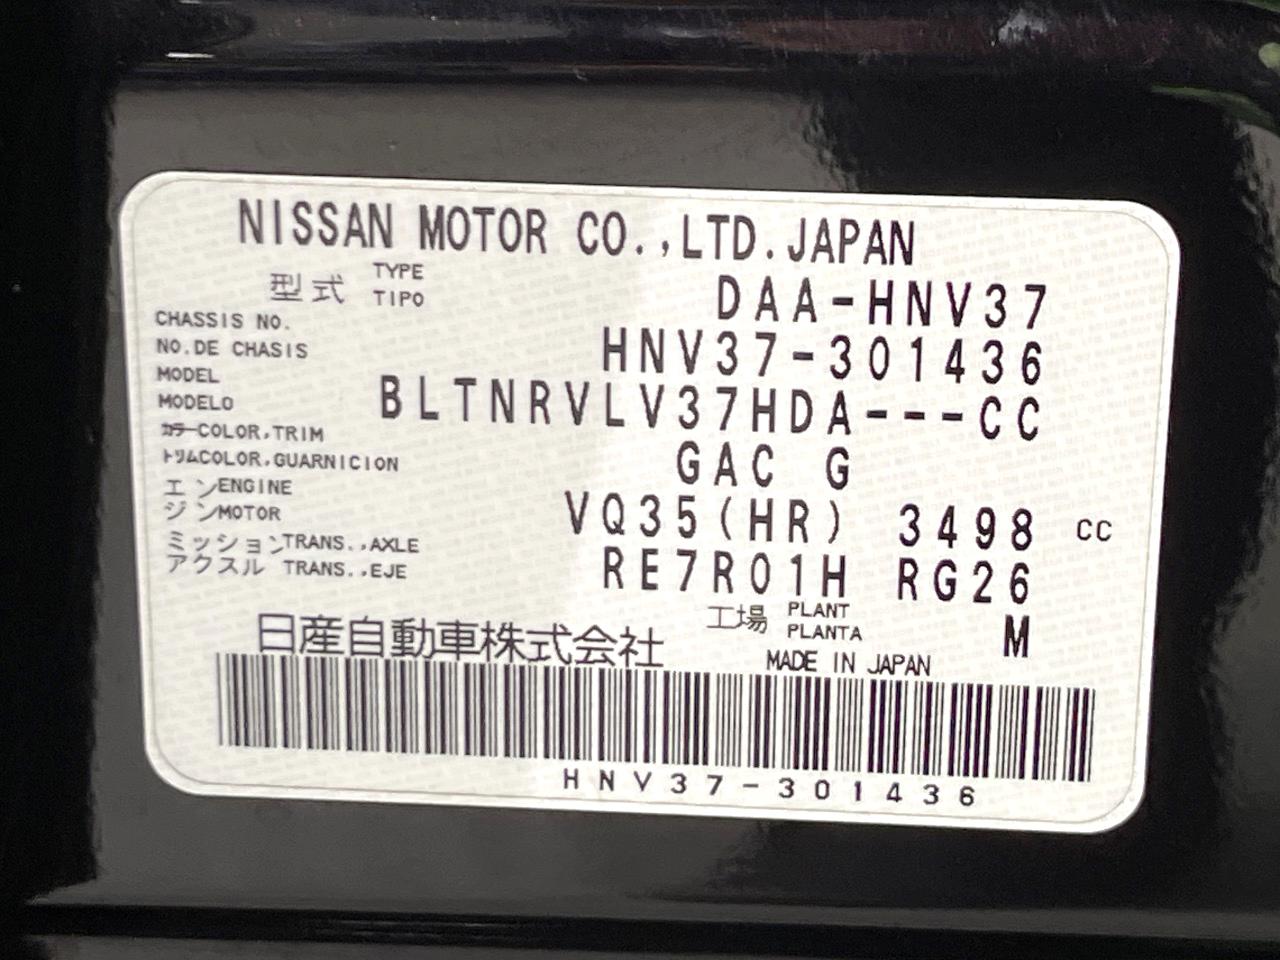 NISSAN MOTOR CO.,LTD.JAPAN
型式 TYPE TIPO DAA-HNV37
CHASSIS NO.
NO.DE CHASIS HNV37-301436
MODEL
MODELO BLTNRVLV37HDA---CC
カラーCOLOR,TRIM
トリムCOLOR,GUARNICION GAC G
エンENGINE
ジンMOTOR VQ35(HR) 3498 CC
ミッションTRANS.,AXLE
アクスル TRANS.,EJE RE7R01H RG26
工場 PLANT PLANTA M
日産自動車株式会社 MADE IN JAPAN
HNV37-301436